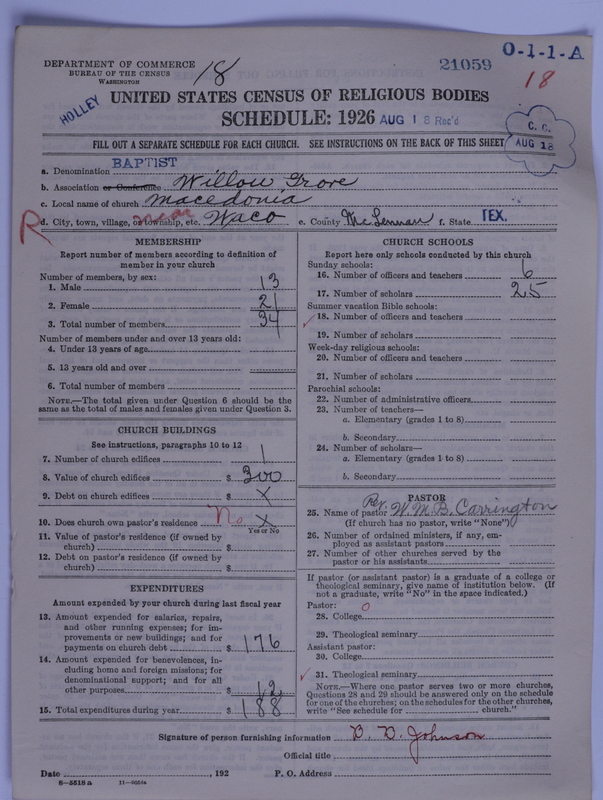 O-1-1-A
DEPARTMENT OF COMMERCE
BUREAU OF THE CENSUS
WASHINGTON
18
21059
18
HOLLEY
UNITED STATES CENSUS OF RELIGIOUS BODIES
SCHEDULE: 1926
AUG 18 Rec'd
C. C.
AUG 18
FILL OUT A SEPARATE SCHEDULE FOR EACH CHURCH. SEE INSTRUCTIONS ON THE BACK OF THIS SHEET
a. Denomination BAPTIST
b. Association or Conference Willow Grove
c. Local name of church Macedonia
R
d. City, town, village, or township, etc. near Waco e. County McLennan f. State TEX.
MEMBERSHIP
Report number of members according to definition of
member in your church
Number of members, by sex:
1. Male 13
2. Female 21
3. Total number of members 34
Number of members under and over 13 years old:
4. Under 13 years of age
5. 13 years old and over
6. Total number of members
NOTE.—The total given under Question 6 should be the
same as the total of males and females given under Question 3.
CHURCH BUILDINGS
See instructions, paragraphs 10 to 12
7. Number of church edifices 1
8. Value of church edifices $ 300
9. Debt on church edifices $ X
10. Does church own pastor's residence No X
Yes or No
11. Value of pastor's residence (if owned by
church) $
12. Debt on pastor's residence (if owned by
church) $
EXPENDITURES
Amount expended by your church during last fiscal year
13. Amount expended for salaries, repairs,
and other running expenses; for im-
provements or new buildings; and for
payments on church debt $ 176
14. Amount expended for benevolences, in-
cluding home and foreign missions; for
denominational support; and for all
other purposes $ 12
15. Total expenditures during year $ 188
CHURCH SCHOOLS
Report here only schools conducted by this church
Sunday schools:
16. Number of officers and teachers 6
17. Number of scholars 25
Summer vacation Bible schools:
18. Number of officers and teachers
19. Number of scholars
Week-day religious schools:
20. Number of officers and teachers
21. Number of scholars
Parochial schools:
22. Number of administrative officers
23. Number of teachers—
a. Elementary (grades 1 to 8)
b. Secondary
24. Number of scholars—
a. Elementary (grades 1 to 8)
b. Secondary
PASTOR
25. Name of pastor: Rev. W. M. B. Carrington
(If church has no pastor, write "None")
26. Number of ordained ministers, if any, em-
ployed as assistant pastors
27. Number of other churches served by the
pastor or his assistants
If pastor (or assistant pastor) is a graduate of a college or
theological seminary, give name of institution below. (If
not a graduate, write "No" in the space indicated.)
Pastor: 0
28. College
29. Theological seminary
Assistant pastor:
30. College
31. Theological seminary
NOTE.—Where one pastor serves two or more churches,
Questions 28 and 29 should be answered only on the schedule
for one of the churches; on the schedules for the other churches,
write "See schedule for church."
Signature of person furnishing information D. D. Johnson
Official title
Date , 192 P. O. Address
8—5518a 11—9064a